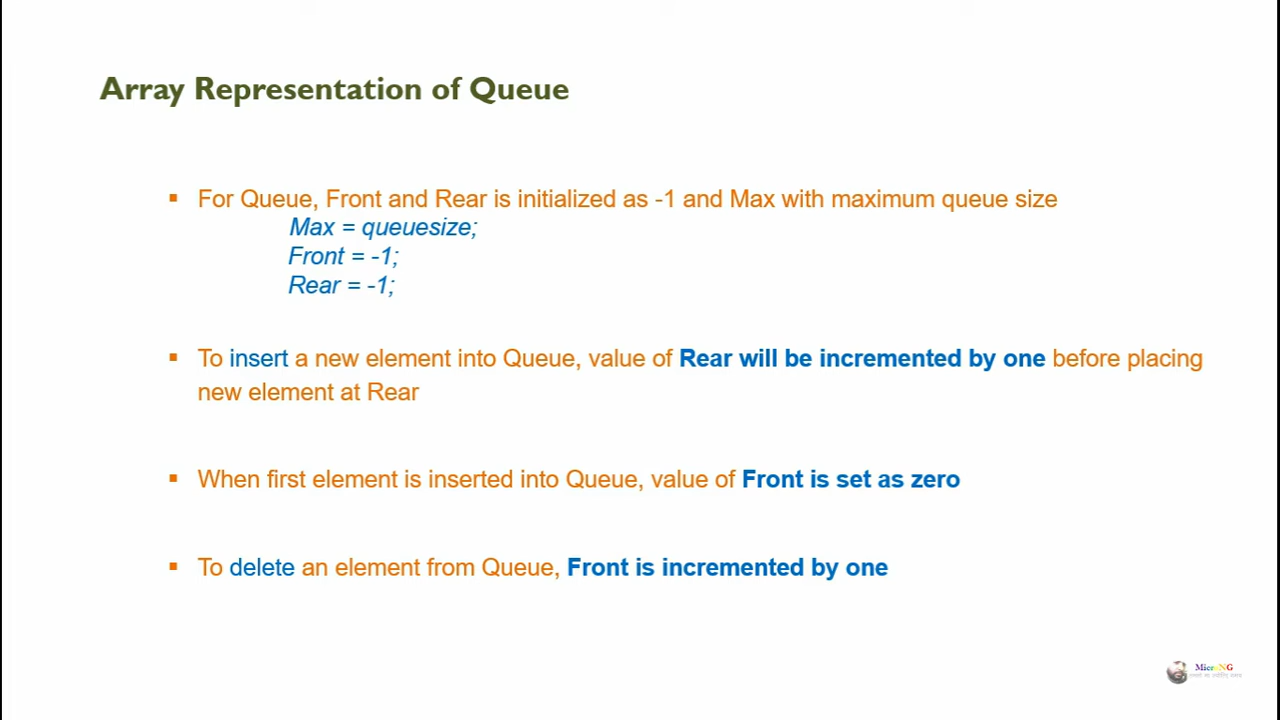 Array Representation of Queue
▪ For Queue, Front and Rear is initialized as -1 and Max with maximum queue size
Max = queuesize;
Front = -1;
Rear = -1;
▪ To insert a new element into Queue, value of Rear will be incremented by one before placing
new element at Rear
▪ When first element is inserted into Queue, value of Front is set as zero
▪ To delete an element from Queue, Front is incremented by one
MicroNG